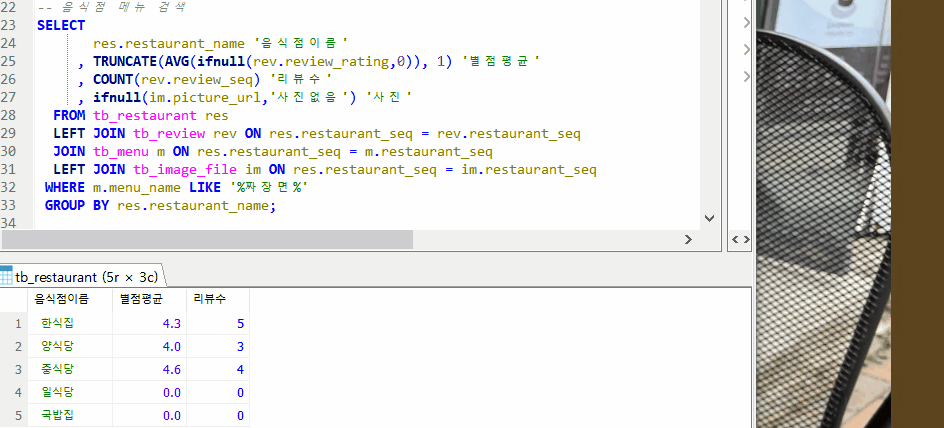 22 -- 음식점 메뉴 검색
23 SELECT
24 res.restaurant_name '음식점이름'
25 , TRUNCATE(AVG(ifnull(rev.review_rating,0)), 1) '별점평균'
26 , COUNT(rev.review_seq) '리뷰수'
27 , ifnull(im.picture_url,'사진없음') '사진'
28 FROM tb_restaurant res
29 LEFT JOIN tb_review rev ON res.restaurant_seq = rev.restaurant_seq
30 JOIN tb_menu m ON res.restaurant_seq = m.restaurant_seq
31 LEFT JOIN tb_image_file im ON res.restaurant_seq = im.restaurant_seq
32 WHERE m.menu_name LIKE '%짜장면%'
33 GROUP BY res.restaurant_name;
34
tb_restaurant (5r × 3c)
음식점이름 별점평균 리뷰수
1 한식집 4.3 5
2 양식당 4.0 3
3 중식당 4.6 4
4 일식당 0.0 0
5 국밥집 0.0 0